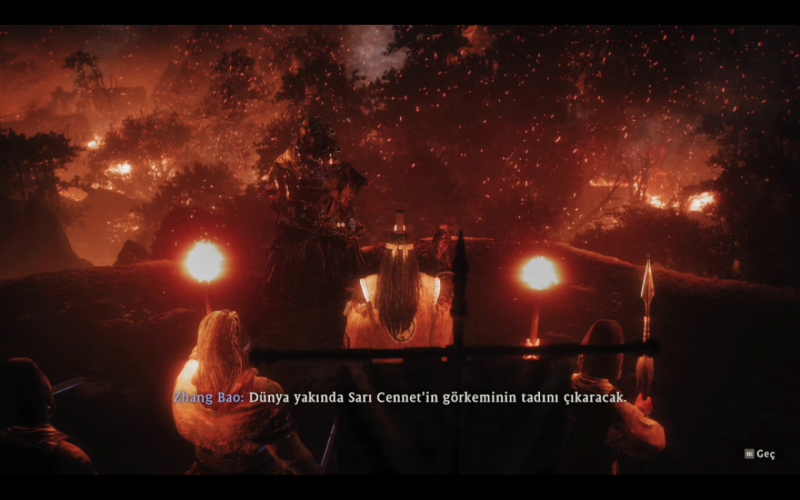 Zhang Bao: Dünya yakında Sarı Cennet'in görkeminin tadını çıkaracak.
Geç